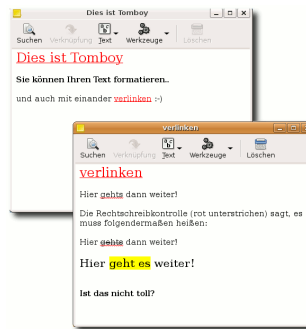 Dies ist Tomboy
Suchen Verknüpfung Text Werkzeuge Löschen
Dies ist Tomboy
Sie können Ihren Text formatieren..
und auch mit einander verlinken :-)
verlinken
Suchen Verknüpfung Text Werkzeuge Löschen
verlinken
Hier gehts dann weiter!
Die Rechtschreibkontrolle (rot unterstrichen) sagt, es
muss folgendermaßen heißen:
Hier gehts dann weiter!
Hier geht es weiter!
Ist das nicht toll?